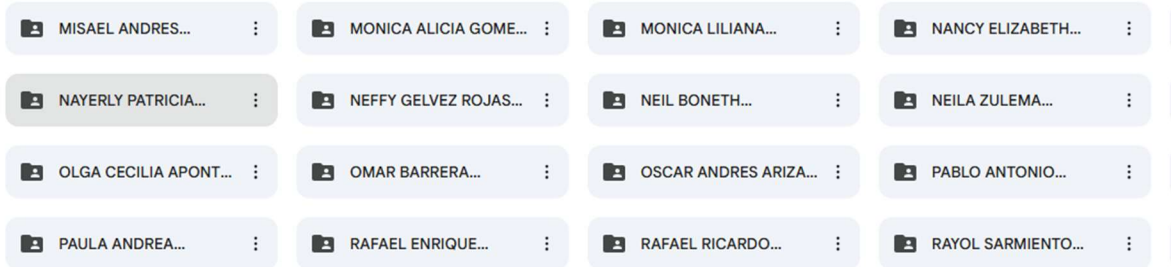 MISAEL ANDRES...
MONICA ALICIA GOME...
MONICA LILIANA...
NANCY ELIZABETH...
NAYERLY PATRICIA...
NEFFY GELVEZ ROJAS...
NEIL BONETH...
NEILA ZULEMA...
OLGA CECILIA APONT...
OMAR BARRERA...
OSCAR ANDRES ARIZA...
PABLO ANTONIO...
PAULA ANDREA...
RAFAEL ENRIQUE...
RAFAEL RICARDO...
RAYOL SARMIENTO...